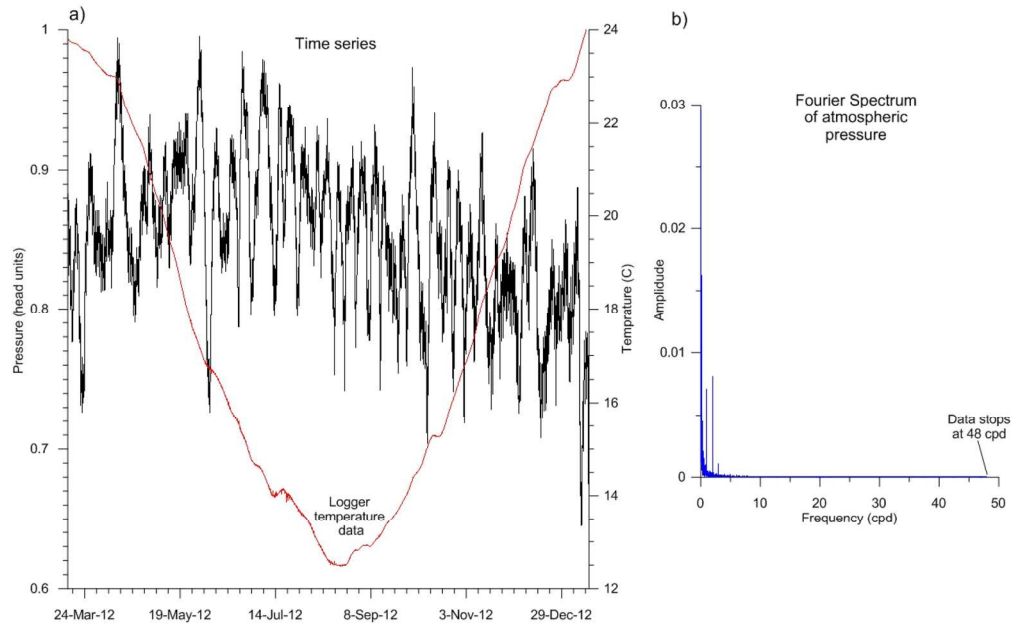 a)
Time series
1
0.9
0.8
0.7
0.6
Pressure (head units)
24
22
20
18
16
14
12
Temprature (C)
Logger
temperature
data
24-Mar-12 19-May-12 14-Jul-12 8-Sep-12 3-Nov-12 29-Dec-12
b)
Fourier Spectrum
of atmospheric
pressure
0.03
0.02
0.01
0
Amplidude
Data stops
at 48 cpd
0 10 20 30 40 50
Frequency (cpd)